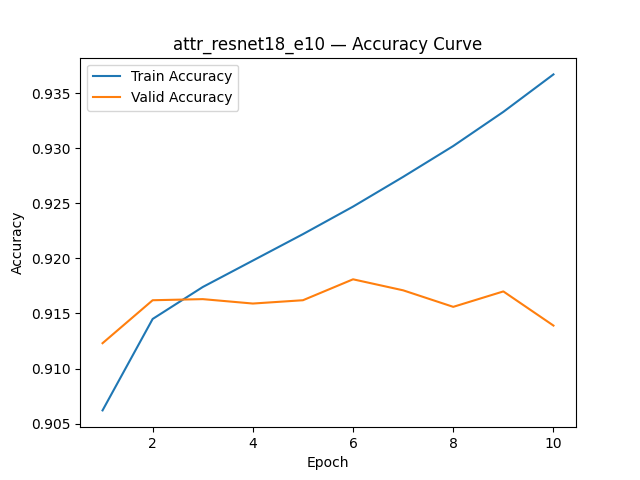 attr_resnet18_e10 — Accuracy Curve
Train Accuracy
Valid Accuracy
0.935
0.930
0.925
0.920
0.915
0.910
0.905
Accuracy
2 4 6 8 10
Epoch